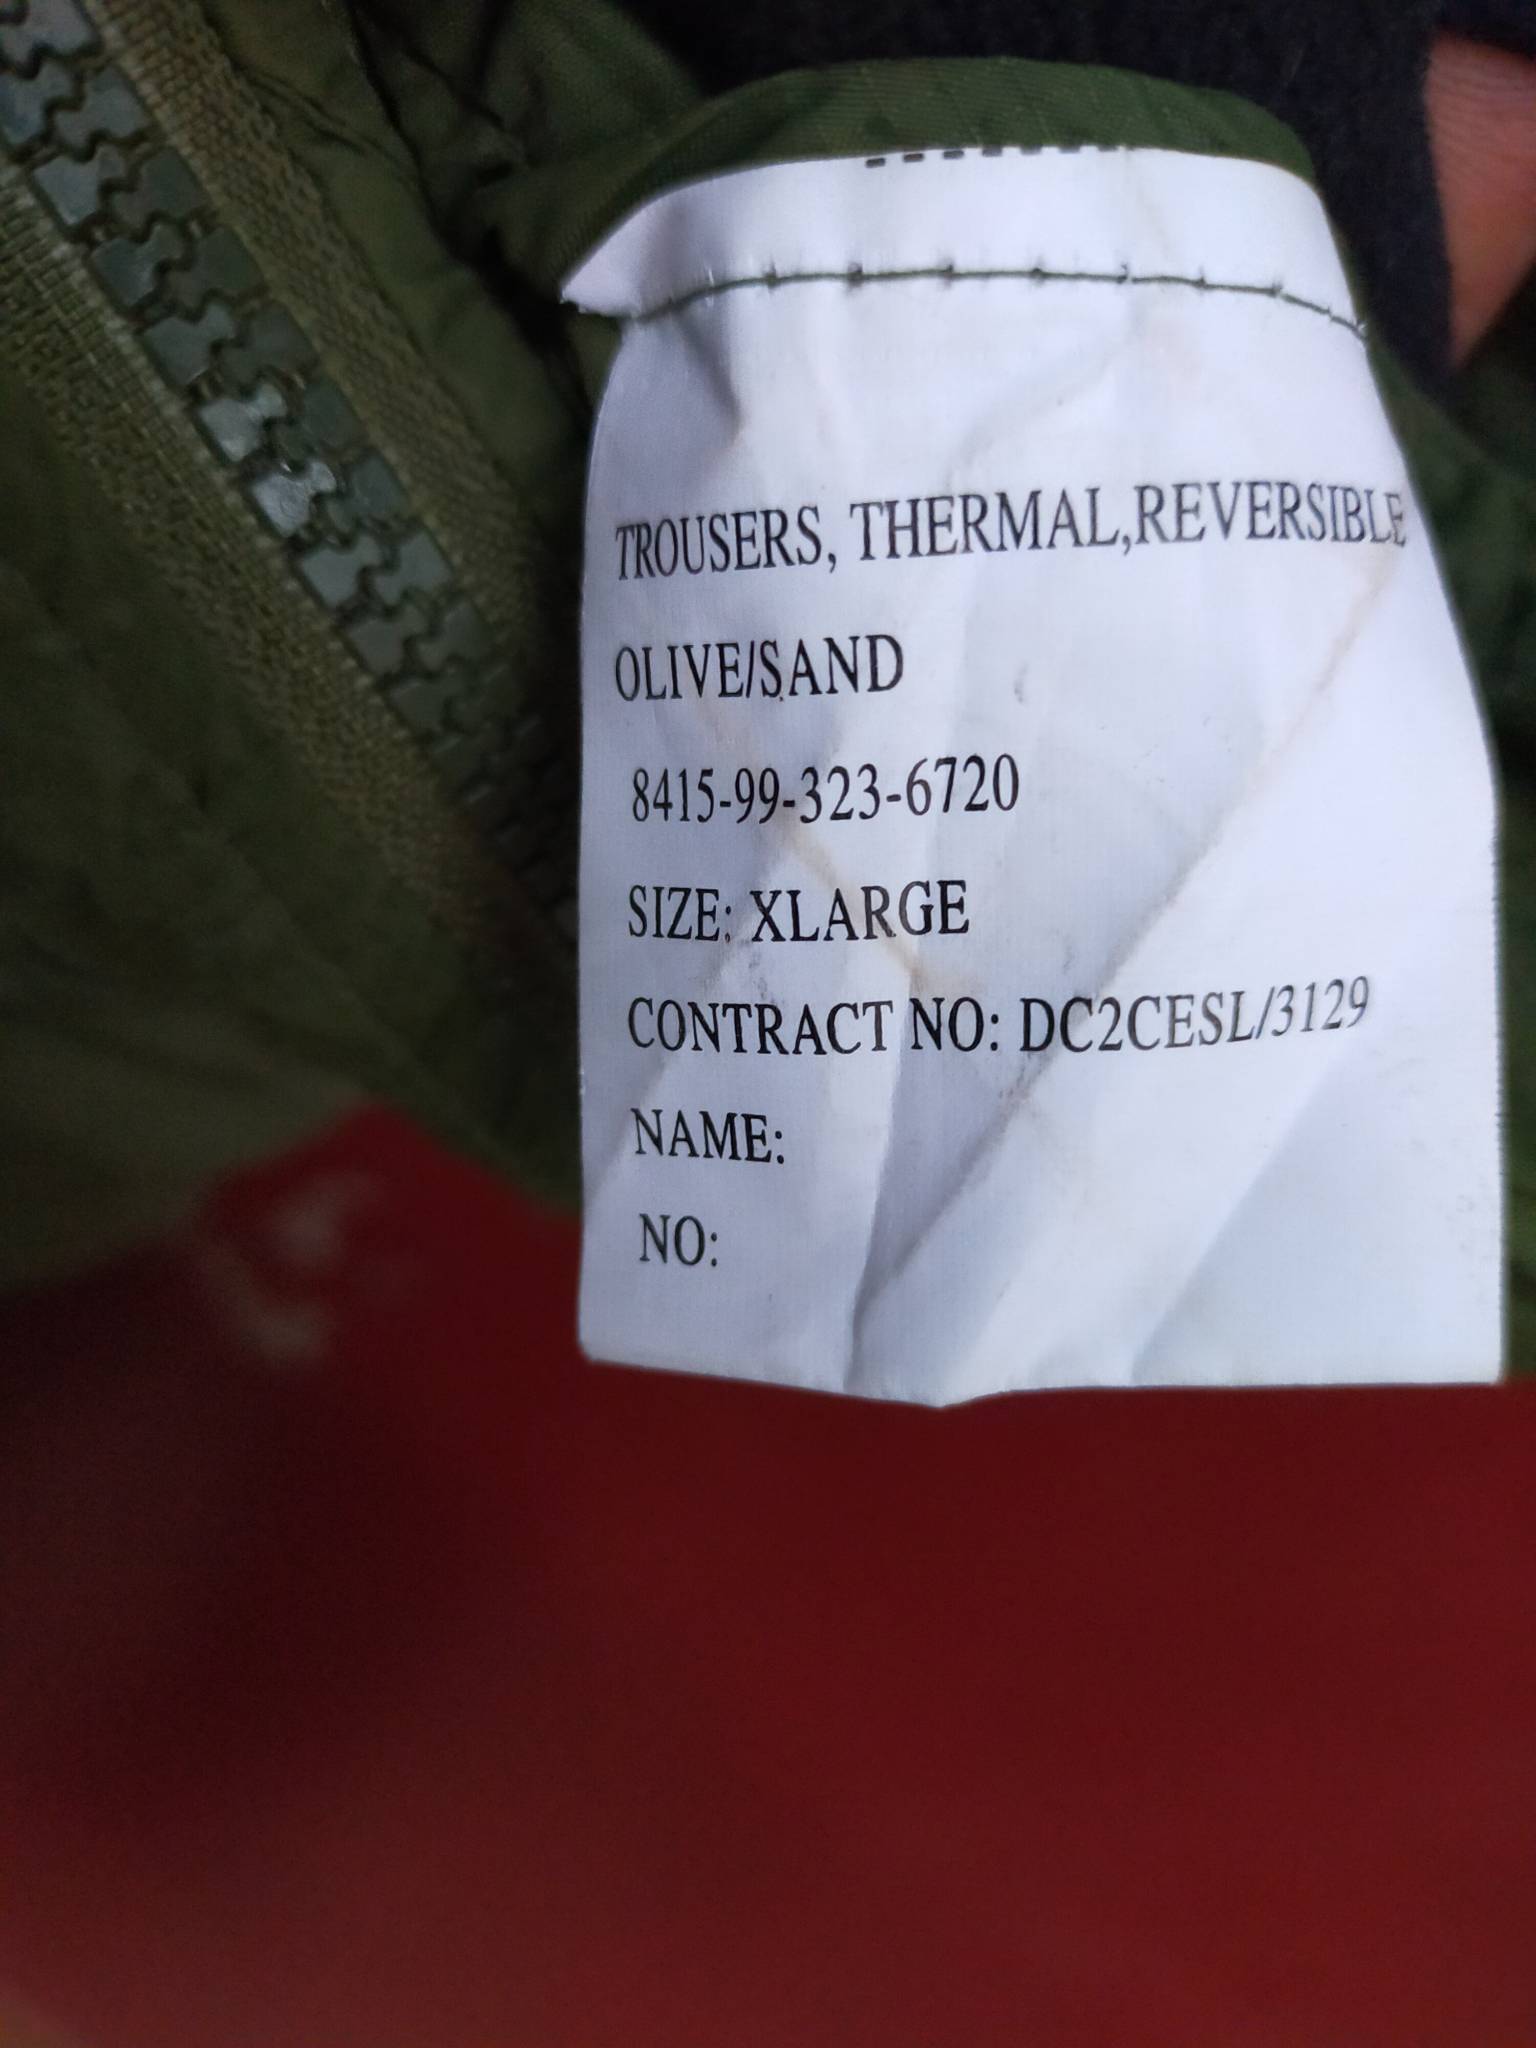 TROUSERS, THERMAL,REVERSIBLE
OLIVE/SAND
8415-99-323-6720
SIZE: XLARGE
CONTRACT NO: DC2CESL/3129
NAME:
NO: